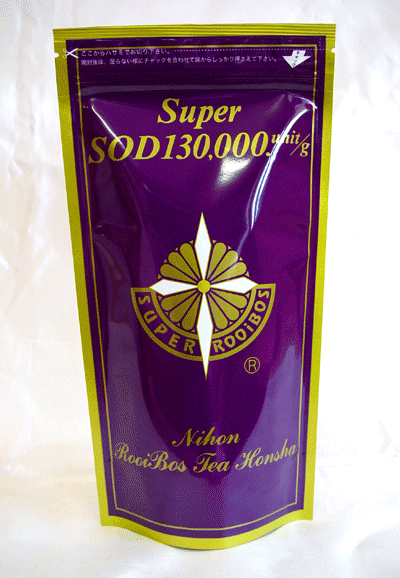 ここからハサミでお切り下さい。
開封後は、湿らない様にチャックを合わせて端からしっかり押さえて下さい。
Super
SOD130,000unit/g
SUPER ROOiBOS
®
Nihon
RooiBos Tea Honsha